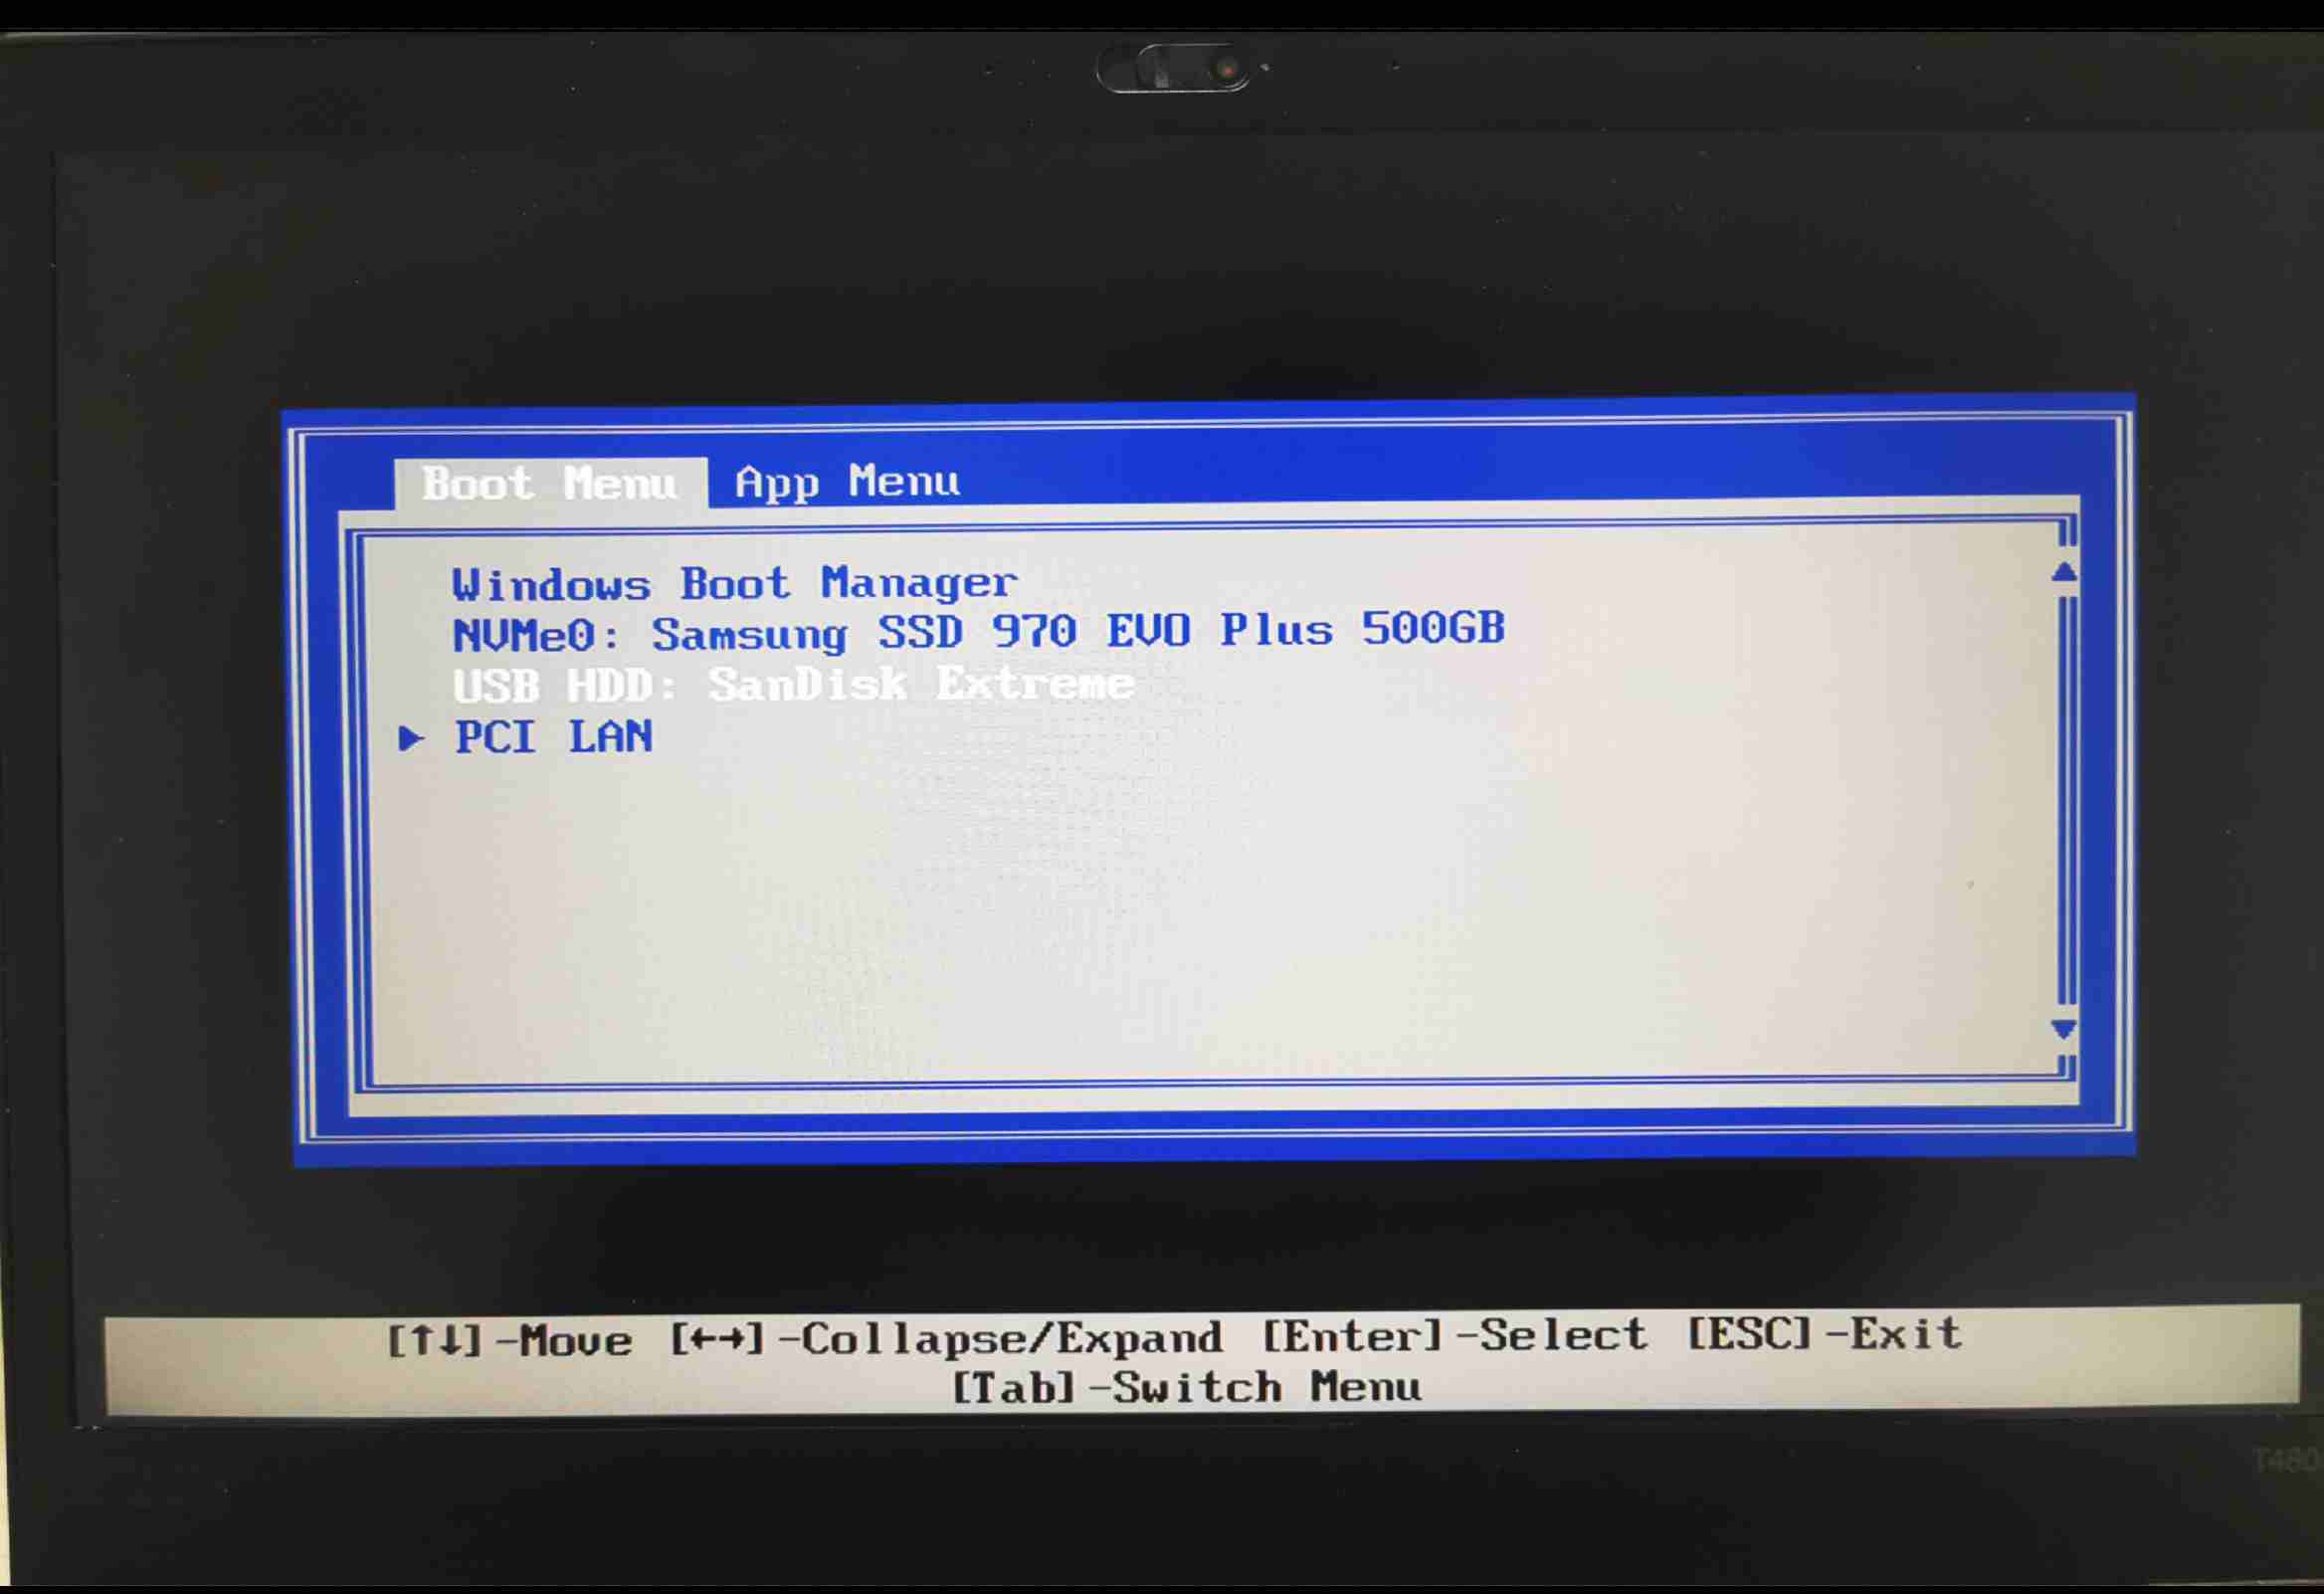 Boot Menu App Menu
Windows Boot Manager
NVMe0: Samsung SSD 970 EVO Plus 500GB
USB HDD: SanDisk Extreme
PCI LAN
[↑↓]-Move [←→]-Collapse/Expand [Enter]-Select [ESC]-Exit
[Tab]-Switch Menu